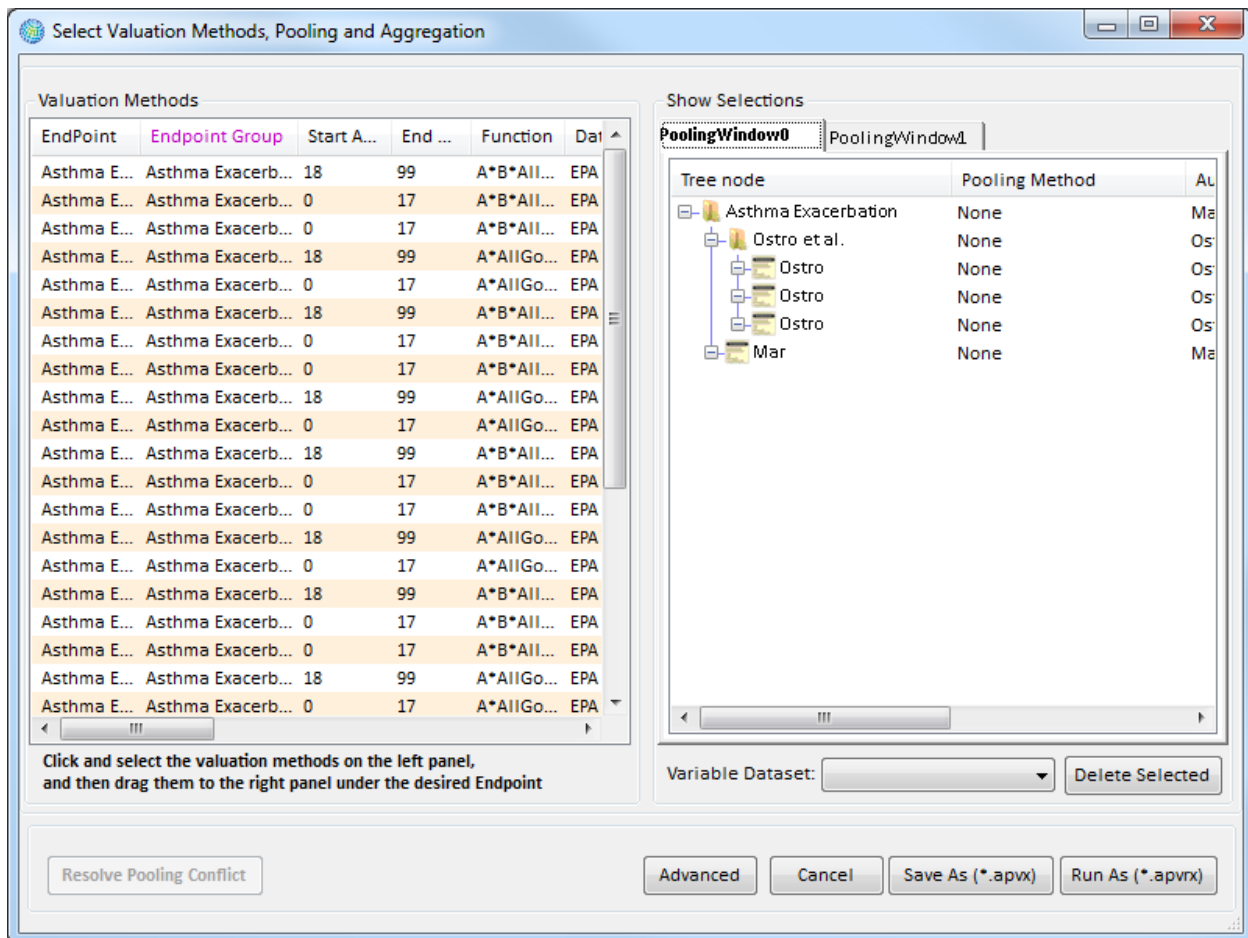 Select Valuation Methods, Pooling and Aggregation
Valuation Methods
EndPoint Endpoint Group Start A... End ... Function Dat
Asthma E... Asthma Exacerb... 18 99 A*B*All... EPA
Asthma E... Asthma Exacerb... 0 17 A*B*All... EPA
Asthma E... Asthma Exacerb... 0 17 A*B*All... EPA
Asthma E... Asthma Exacerb... 18 99 A*AllGo... EPA
Asthma E... Asthma Exacerb... 0 17 A*AllGo... EPA
Asthma E... Asthma Exacerb... 18 99 A*B*All... EPA
Asthma E... Asthma Exacerb... 0 17 A*B*All... EPA
Asthma E... Asthma Exacerb... 0 17 A*B*All... EPA
Asthma E... Asthma Exacerb... 18 99 A*AllGo... EPA
Asthma E... Asthma Exacerb... 0 17 A*AllGo... EPA
Asthma E... Asthma Exacerb... 18 99 A*B*All... EPA
Asthma E... Asthma Exacerb... 0 17 A*B*All... EPA
Asthma E... Asthma Exacerb... 0 17 A*B*All... EPA
Asthma E... Asthma Exacerb... 18 99 A*AllGo... EPA
Asthma E... Asthma Exacerb... 0 17 A*AllGo... EPA
Asthma E... Asthma Exacerb... 18 99 A*B*All... EPA
Asthma E... Asthma Exacerb... 0 17 A*B*All... EPA
Asthma E... Asthma Exacerb... 0 17 A*B*All... EPA
Asthma E... Asthma Exacerb... 18 99 A*AllGo... EPA
Asthma E... Asthma Exacerb... 0 17 A*AllGo... EPA
Click and select the valuation methods on the left panel,
and then drag them to the right panel under the desired Endpoint
Show Selections
PoolingWindow0 PoolingWindow1
Tree node Pooling Method Au
Asthma Exacerbation None Ma
Ostro et al. None Os
Ostro None Os
Ostro None Os
Ostro None Os
Mar None Ma
Variable Dataset: Delete Selected
Resolve Pooling Conflict Advanced Cancel Save As (*.apvx) Run As (*.apvrx)